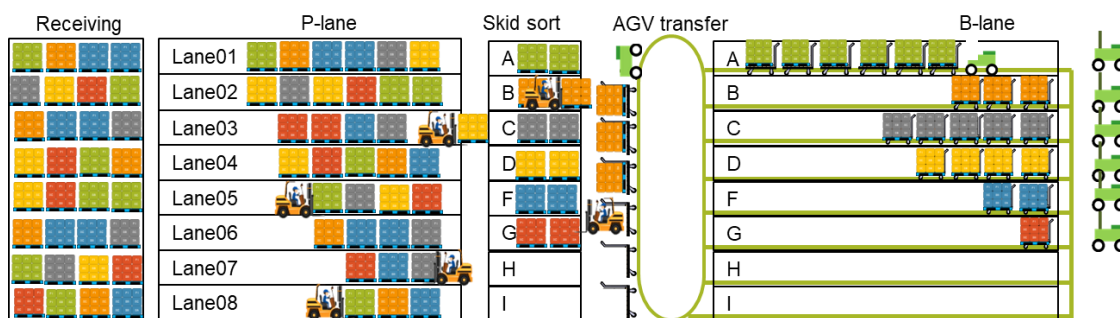 Receiving
P-lane
Skid sort
AGV transfer
B-lane
Lane01
Lane02
Lane03
Lane04
Lane05
Lane06
Lane07
Lane08
A
B
C
D
F
G
H
I
A
B
C
D
F
G
H
I